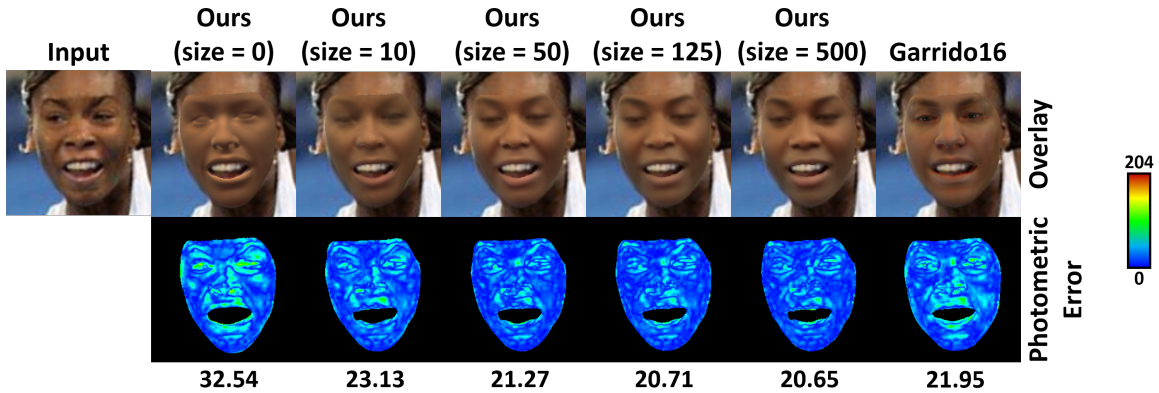 Input
Ours
(size = 0)
Ours
(size = 10)
Ours
(size = 50)
Ours
(size = 125)
Ours
(size = 500)
Garrido16
Overlay
204
0
Photometric
Error
32.54
23.13
21.27
20.71
20.65
21.95